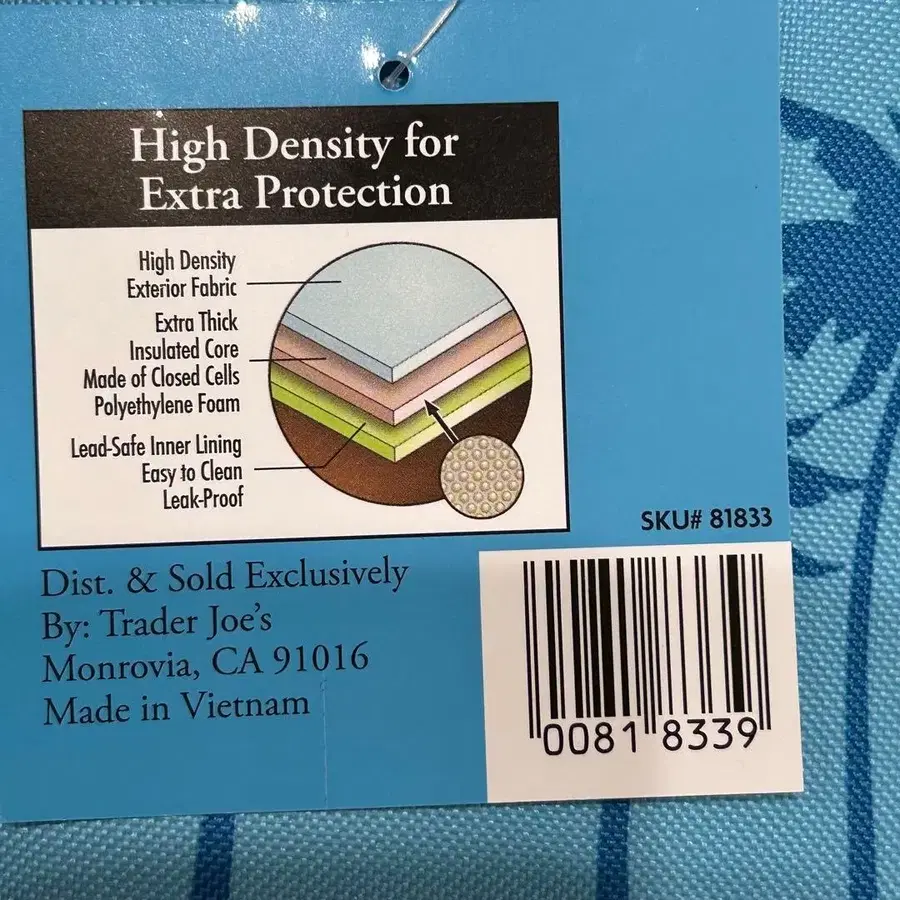 High Density for
Extra Protection
High Density
Exterior Fabric
Extra Thick
Insulated Core
Made of Closed Cells
Polyethylene Foam
Lead-Safe Inner Lining
Easy to Clean
Leak-Proof
SKU# 81833
Dist. & Sold Exclusively
By: Trader Joe's
Monrovia, CA 91016
Made in Vietnam
0081 8339